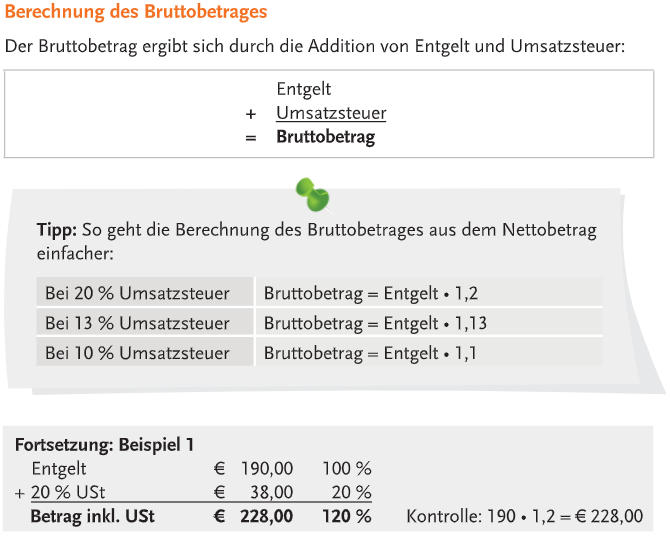 Berechnung des Bruttobetrages
Der Bruttobetrag ergibt sich durch die Addition von Entgelt und Umsatzsteuer:
Entgelt
+ Umsatzsteuer
= Bruttobetrag
Tipp: So geht die Berechnung des Bruttobetrages aus dem Nettobetrag
einfacher:
Bei 20 % Umsatzsteuer Bruttobetrag = Entgelt • 1,2
Bei 13 % Umsatzsteuer Bruttobetrag = Entgelt • 1,13
Bei 10 % Umsatzsteuer Bruttobetrag = Entgelt • 1,1
Fortsetzung: Beispiel 1
Entgelt € 190,00 100 %
+ 20 % USt € 38,00 20 %
Betrag inkl. USt € 228,00 120 % Kontrolle: 190 • 1,2 = € 228,00